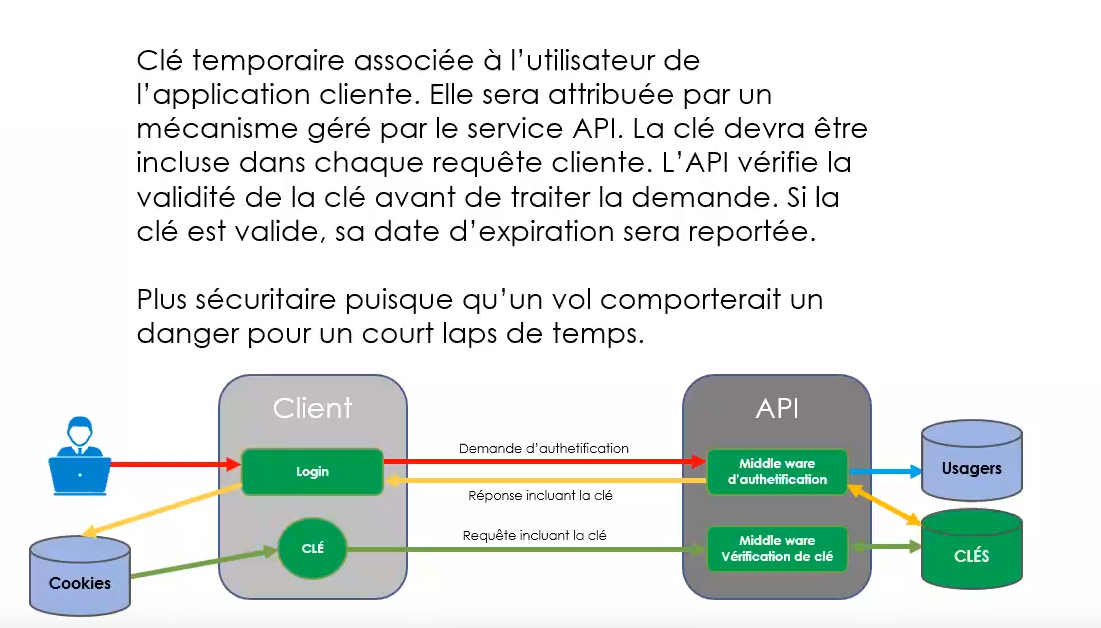 Clé temporaire associée à l'utilisateur de
l'application cliente. Elle sera attribuée par un
mécanisme géré par le service API. La clé devra être
incluse dans chaque requête cliente. L'API vérifie la
validité de la clé avant de traiter la demande. Si la
clé est valide, sa date d'expiration sera reportée.
Plus sécuritaire puisque qu'un vol comporterait un
danger pour un court laps de temps.
Client
API
Demande d'authetification
Login
Middle ware
d'authetification
Usagers
Réponse incluant la clé
Requête incluant la clé
CLÉ
Middle ware
Vérification de clé
CLÉS
Cookies